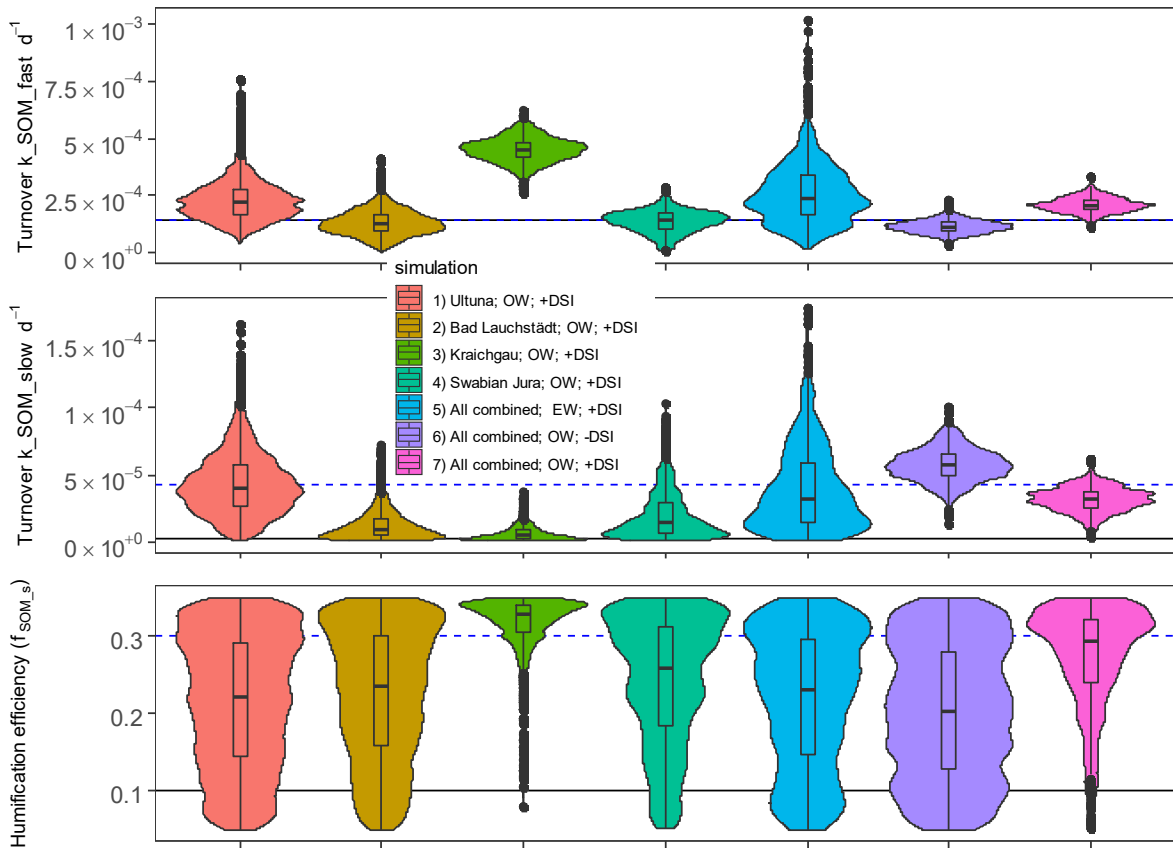 Turnover k_SOM_fast d⁻¹
1 × 10⁻³
7.5 × 10⁻⁴
5 × 10⁻⁴
2.5 × 10⁻⁴
0 × 10⁺⁰
simulation
1) Ultuna; OW; +DSI
2) Bad Lauchstädt; OW; +DSI
3) Kraichgau; OW; +DSI
4) Swabian Jura; OW; +DSI
5) All combined; EW; +DSI
6) All combined; OW; -DSI
7) All combined; OW; +DSI
Turnover k_SOM_slow d⁻¹
1.5 × 10⁻⁴
1 × 10⁻⁴
5 × 10⁻⁵
0 × 10⁺⁰
Humification efficiency (f SOM_s)
0.3
0.2
0.1